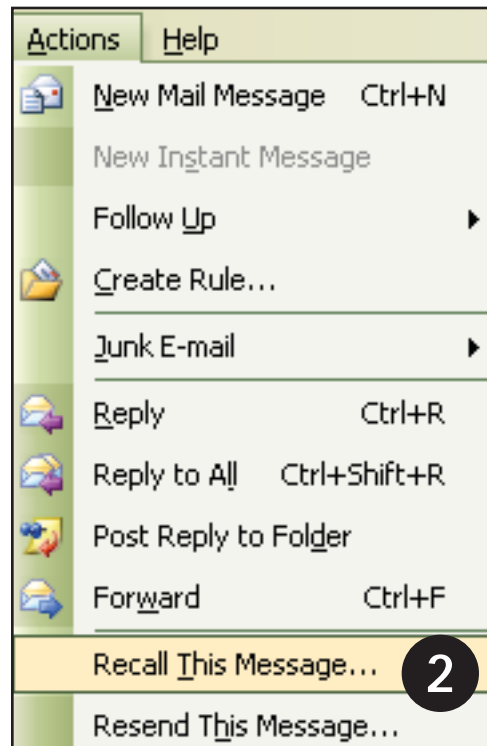 Actions Help
New Mail Message Ctrl+N
New Instant Message
Follow Up
Create Rule...
Junk E-mail
Reply Ctrl+R
Reply to All Ctrl+Shift+R
Post Reply to Folder
Forward Ctrl+F
Recall This Message... 2
Resend This Message...